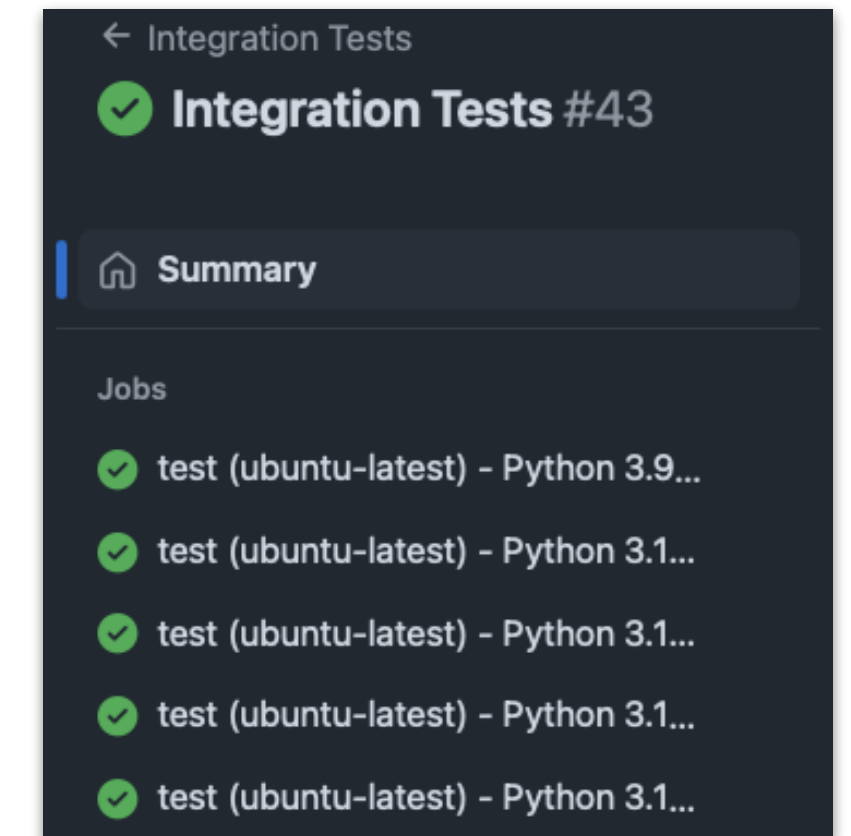 ← Integration Tests
Integration Tests #43
Summary
Jobs
test (ubuntu-latest) - Python 3.9...
test (ubuntu-latest) - Python 3.1...
test (ubuntu-latest) - Python 3.1...
test (ubuntu-latest) - Python 3.1...
test (ubuntu-latest) - Python 3.1...